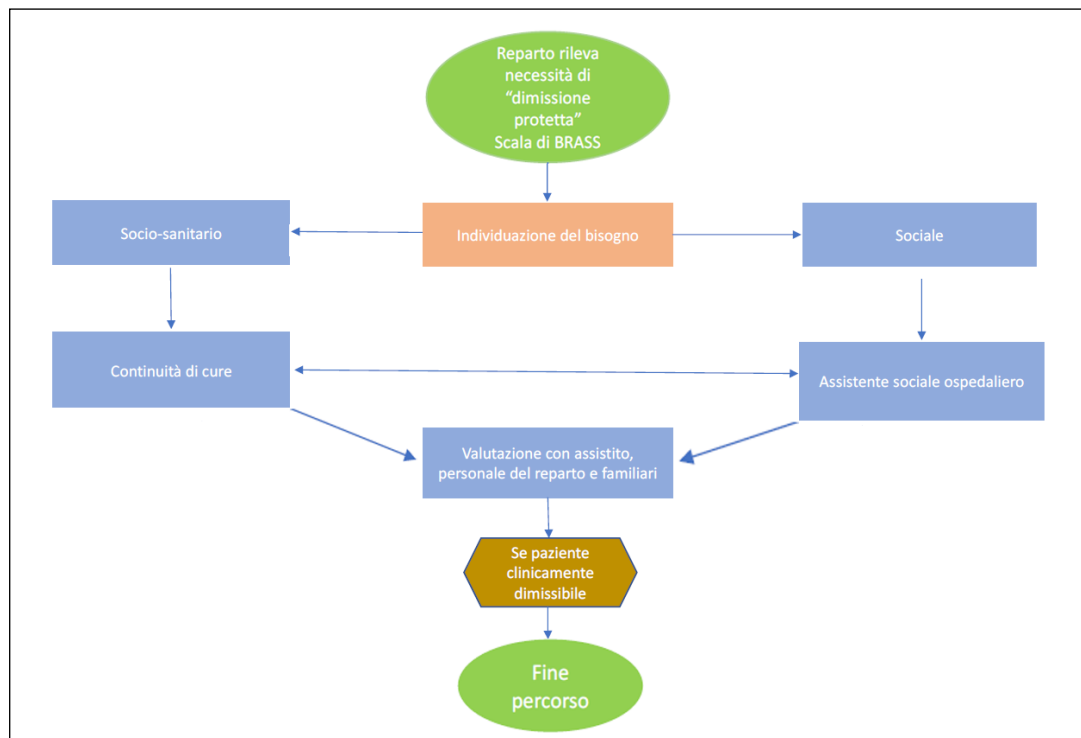 Reparto rileva
necessità di
“dimissione
protetta”
Scala di BRASS
Socio-sanitario
Individuazione del bisogno
Sociale
Continuità di cure
Assistente sociale ospedaliero
Valutazione con assistito,
personale del reparto e familiari
Se paziente
clinicamente
dimissibile
Fine
percorso